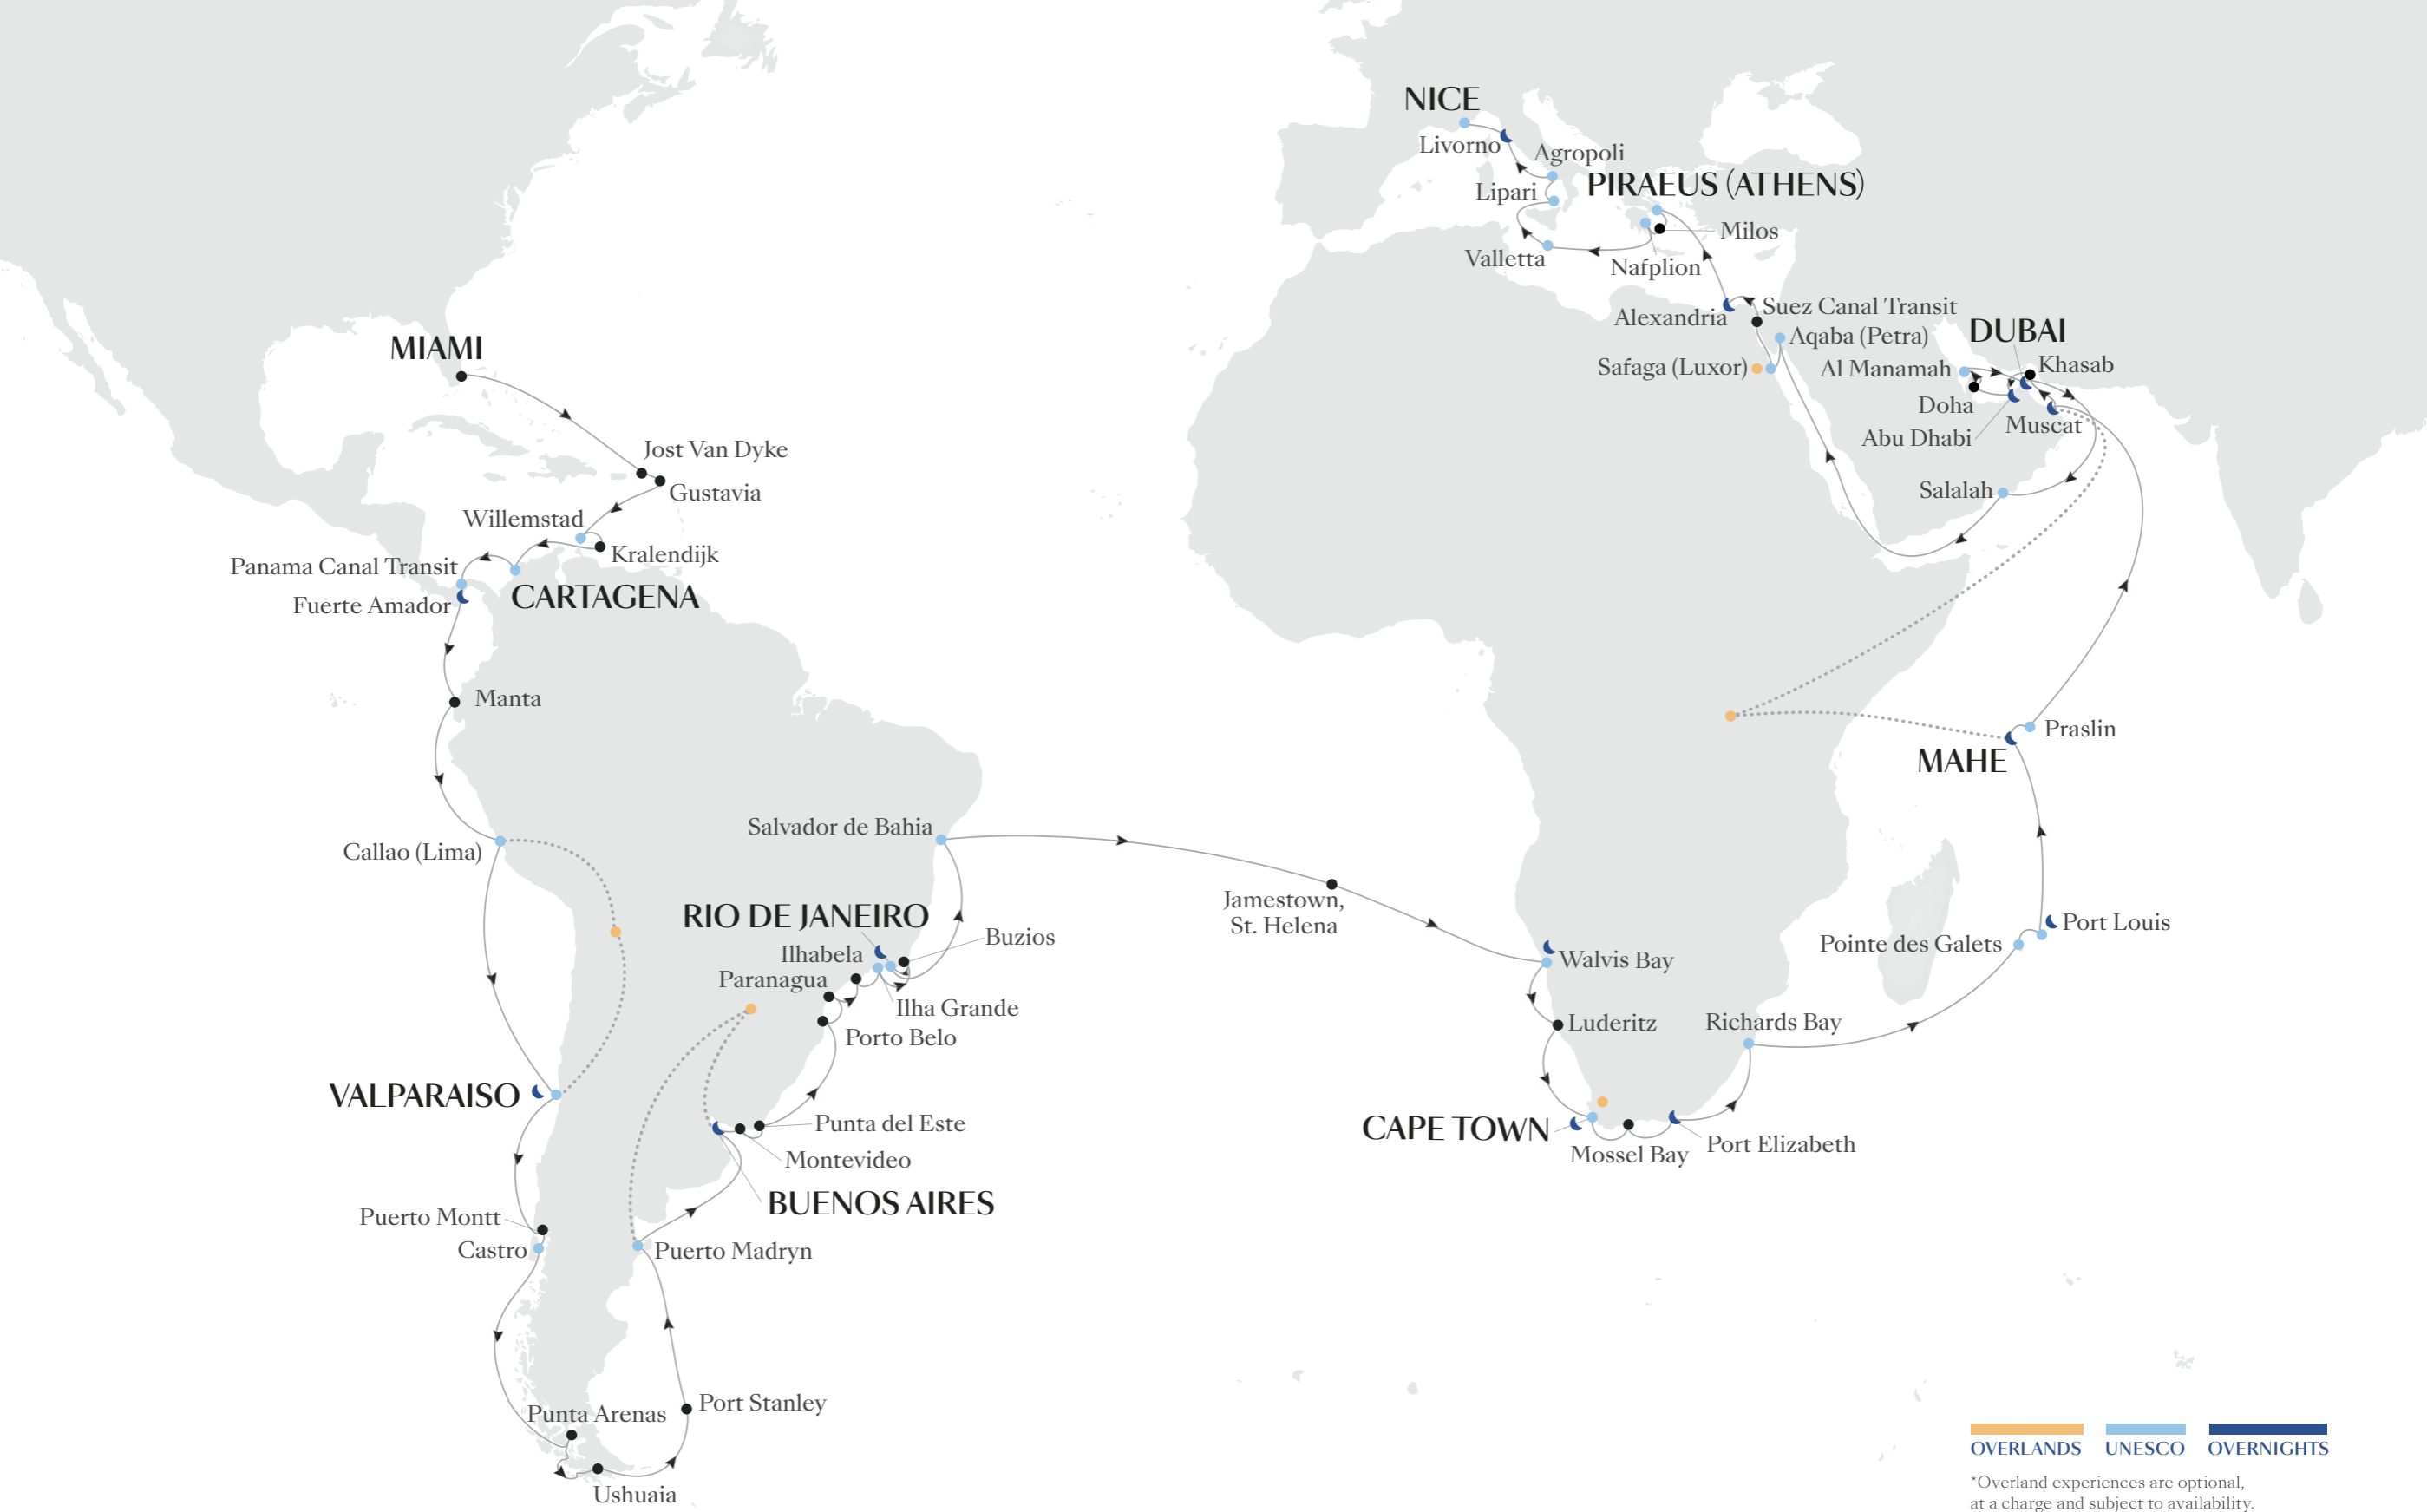 NICE
Livorno
Agropoli
Lipari
PIRAEUS (ATHENS)
Milos
Valletta
Nafplion
Alexandria
Suez Canal Transit
Aqaba (Petra)
DUBAI
Khasab
Safaga (Luxor)
Al Manamah
Doha
Muscat
Abu Dhabi
Salalah
MIAMI
Jost Van Dyke
Gustavia
Willemstad
Kralendijk
Panama Canal Transit
CARTAGENA
Fuerte Amador
Manta
Praslin
MAHE
Salvador de Bahia
Callao (Lima)
Jamestown,
St. Helena
RIO DE JANEIRO
Buzios
Ilhabela
Paranagua
Ilha Grande
Porto Belo
Port Louis
Pointe des Galets
Walvis Bay
Luderitz
Richards Bay
VALPARAISO
Punta del Este
Montevideo
BUENOS AIRES
CAPE TOWN
Mossel Bay
Port Elizabeth
Puerto Montt
Castro
Puerto Madryn
Port Stanley
Punta Arenas
Ushuaia
OVERLANDS UNESCO OVERNIGHTS
*Overland experiences are optional,
at a charge and subject to availability.